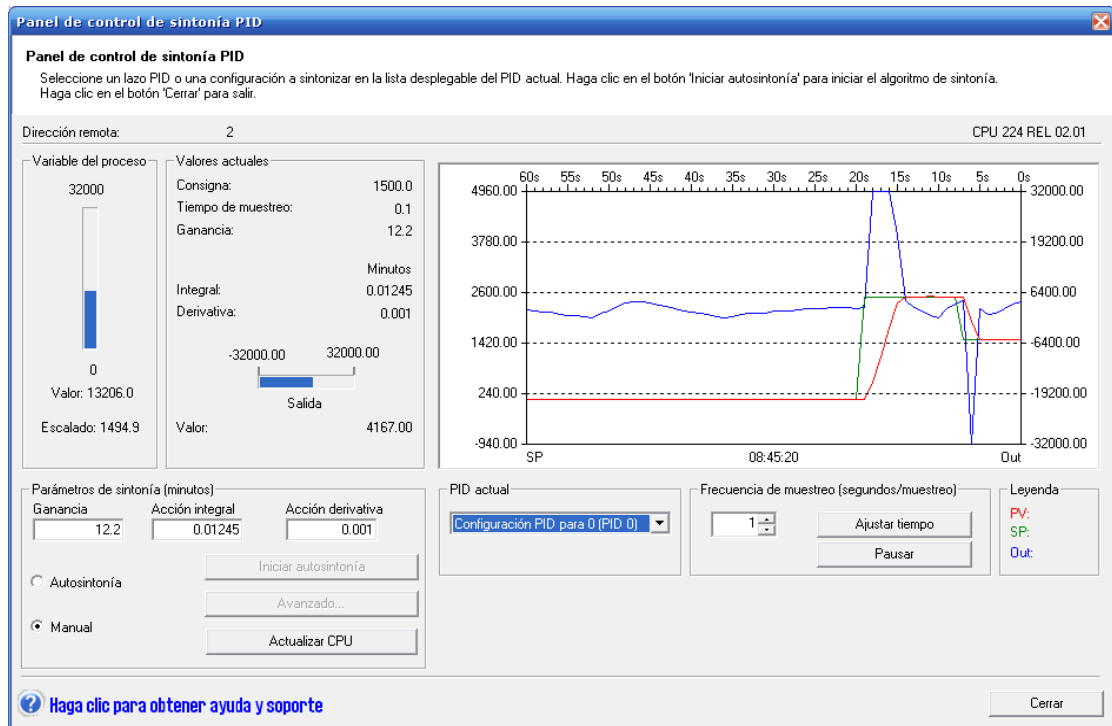 Panel de control de sintonía PID
Panel de control de sintonía PID
Seleccione un lazo PID o una configuración a sintonizar en la lista desplegable del PID actual. Haga clic en el botón 'Iniciar autosintonía' para iniciar el algoritmo de sintonía.
Haga clic en el botón 'Cerrar' para salir.
Dirección remota: 2 CPU 224 REL 02.01
Variable del proceso
32000
0
Valor: 13206.0
Escalado: 1494.9
Valores actuales
Consigna: 1500.0
Tiempo de muestreo: 0.1
Ganancia: 12.2
Minutos
Integral: 0.01245
Derivativa: 0.001
-32000.00 32000.00
Salida
Valor: 4167.00
60s 55s 50s 45s 40s 35s 30s 25s 20s 15s 10s 5s 0s
4960.00 32000.00
3780.00 19200.00
2600.00 6400.00
1420.00 -6400.00
240.00 -19200.00
-940.00 -32000.00
SP 08:45:20 Out
Parámetros de sintonía (minutos)
Ganancia Acción integral Acción derivativa
12.2 0.01245 0.001
Autosintonía
Iniciar autosintonía
Avanzado...
Manual
Actualizar CPU
PID actual
Configuración PID para 0 (PID 0)
Frecuencia de muestreo (segundos/muestreo)
1
Ajustar tiempo
Pausar
Leyenda
PV:
SP:
Out:
Haga clic para obtener ayuda y soporte
Cerrar